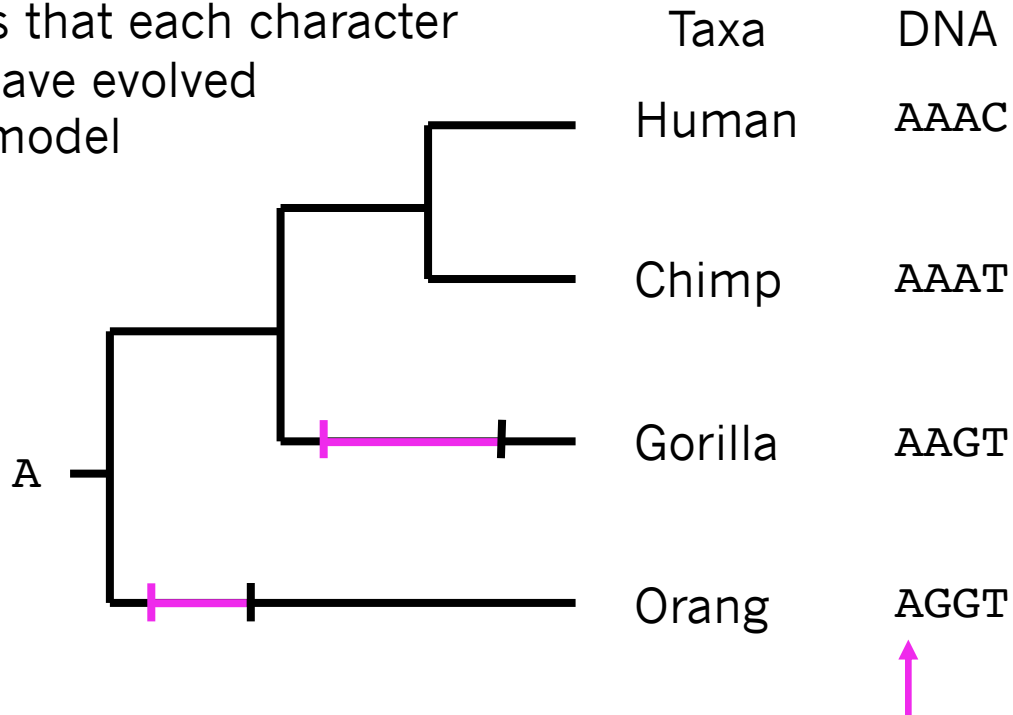 s that each character
ave evolved
model
Taxa DNA
Human AAAC
Chimp AAAT
Gorilla AAGT
A
Orang AGGT